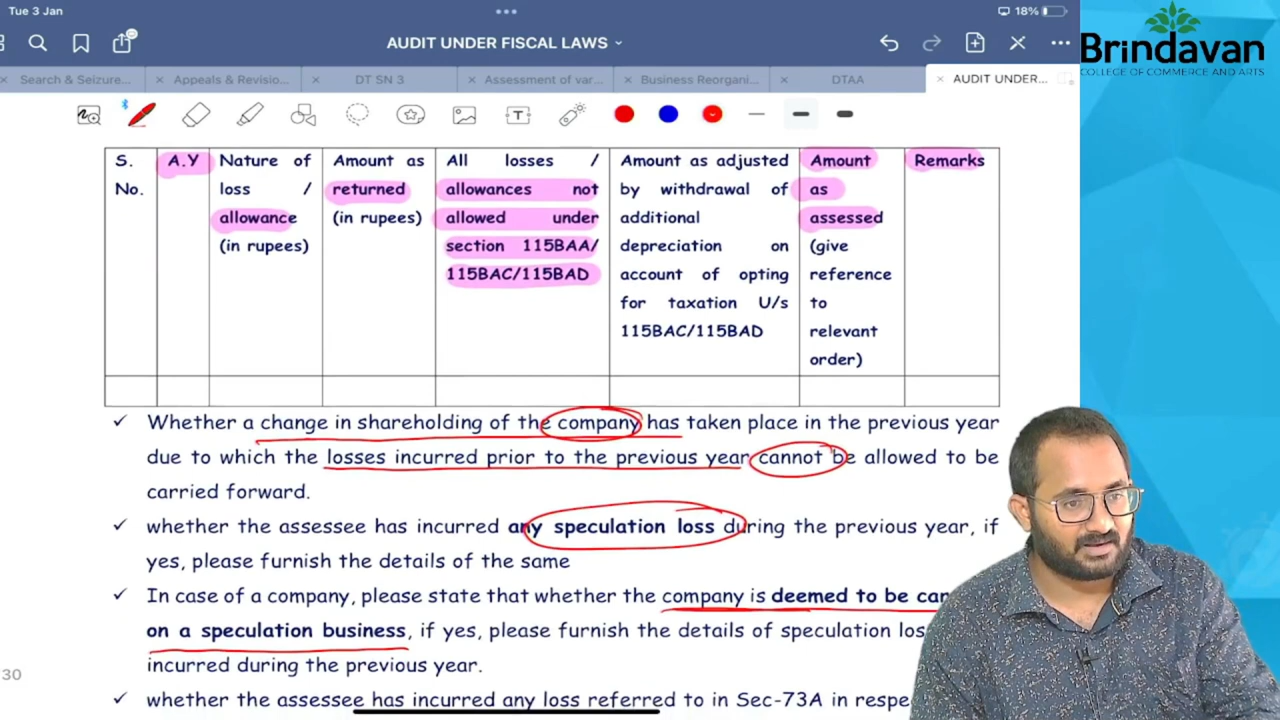 Tue 3 Jan
18%
AUDIT UNDER FISCAL LAWS
Brindavan
COLLEGE OF COMMERCE AND ARTS
Search & Seizure...
Appeals & Revisio...
DT SN 3
Assessment of var...
Business Reorgani...
DTAA
AUDIT UNDER...
S. No.
A.Y
Nature of loss / allowance (in rupees)
Amount as returned (in rupees)
All losses / allowances not allowed under section 115BAA/ 115BAC/115BAD
Amount as adjusted by withdrawal of additional depreciation on account of opting for taxation U/s 115BAC/115BAD
Amount as assessed (give reference to relevant order)
Remarks
✓ Whether a change in shareholding of the company has taken place in the previous year
due to which the losses incurred prior to the previous year cannot be allowed to be
carried forward.
✓ whether the assessee has incurred any speculation loss during the previous year, if
yes, please furnish the details of the same
✓ In case of a company, please state that whether the company is deemed to be
on a speculation business, if yes, please furnish the details of speculation
incurred during the previous year.
✓ whether the assessee has incurred any loss referred to in Sec-73A in
30